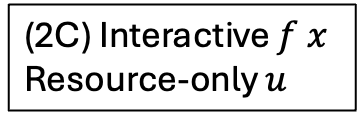 (2C) Interactive f x
Resource-only u